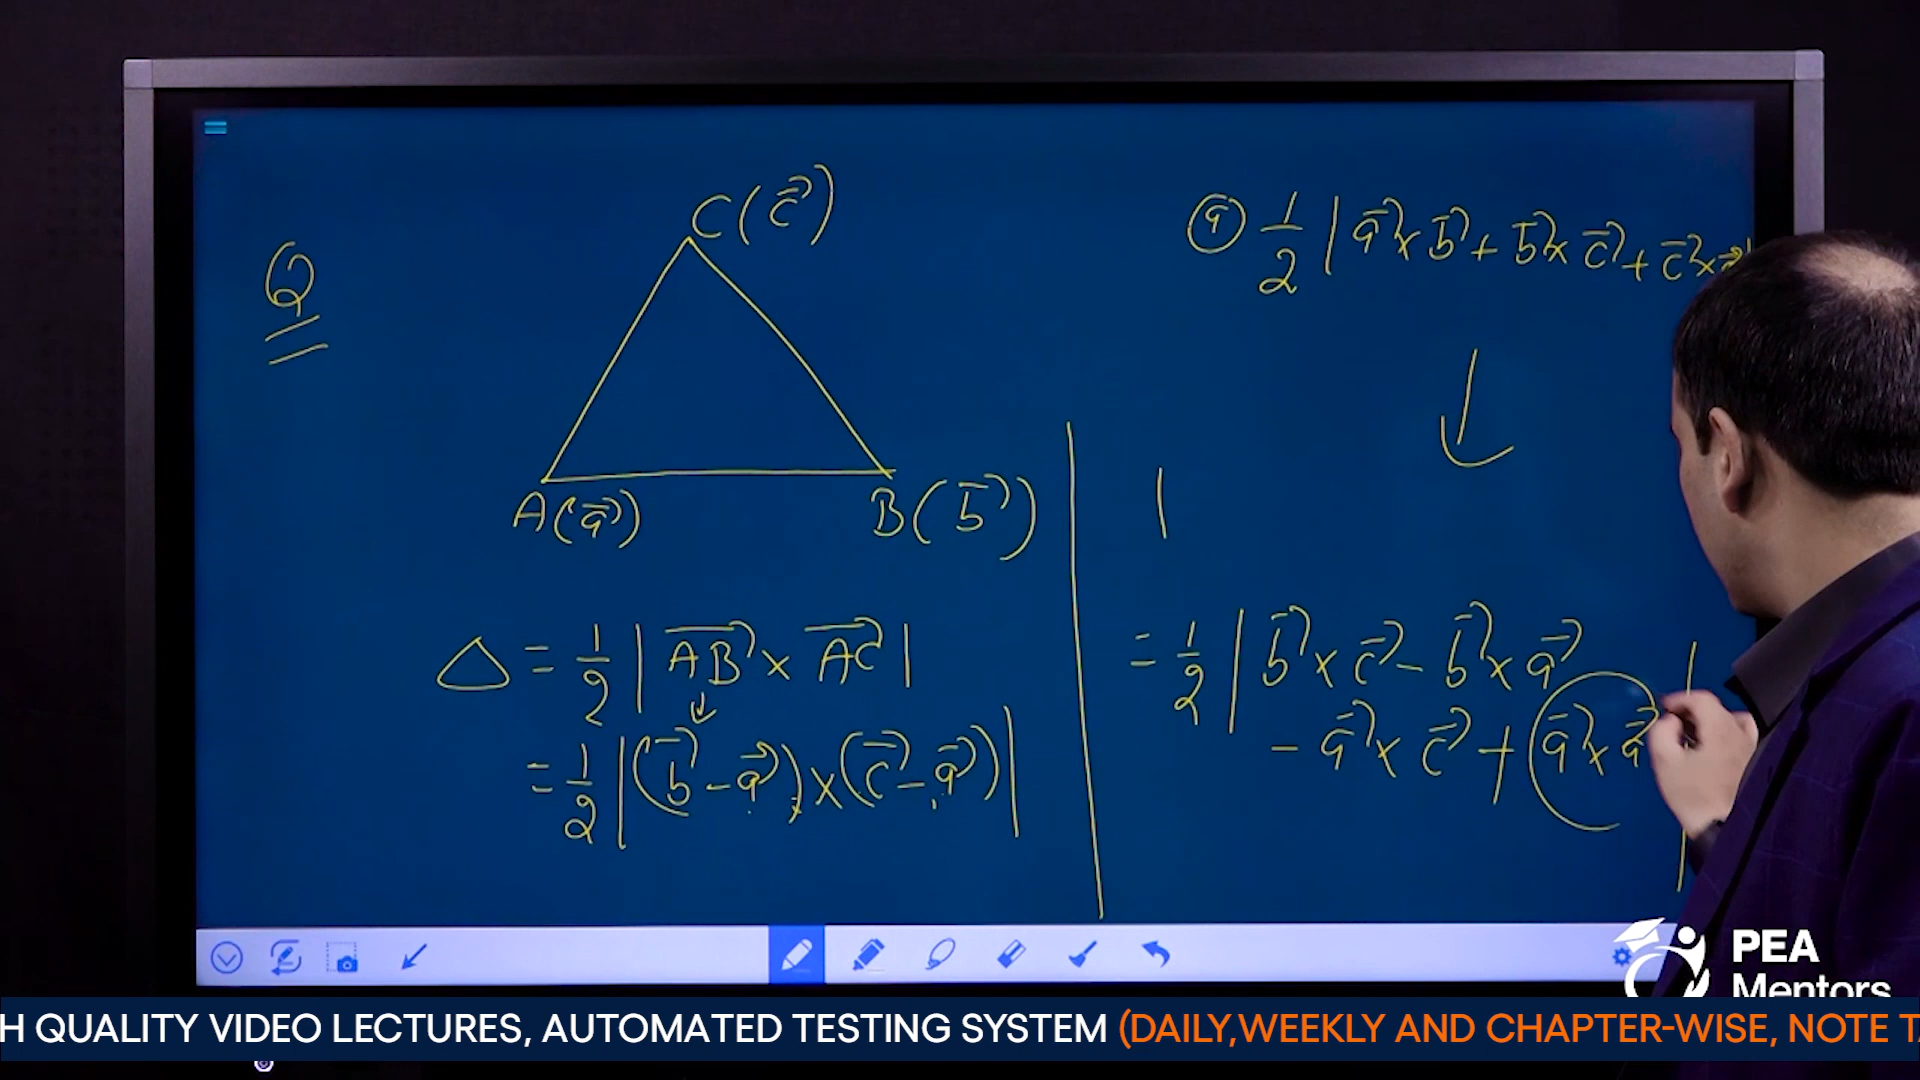 Q
C(c⃗)
A(a⃗)
B(b⃗)
△ = 1/2 | AB⃗ × AC⃗ |
= 1/2 | (b⃗ − a⃗) × (c⃗ − a⃗) |
ⓐ 1/2 | a⃗ × b⃗ + b⃗ × c⃗ + c⃗ × a⃗ |
↓
|
= 1/2 | b⃗ × c⃗ − b⃗ × a⃗
− a⃗ × c⃗ + a⃗ × a⃗ |
PEA
Mentors
H QUALITY VIDEO LECTURES, AUTOMATED TESTING SYSTEM (DAILY,WEEKLY AND CHAPTER-WISE, NOTE TA